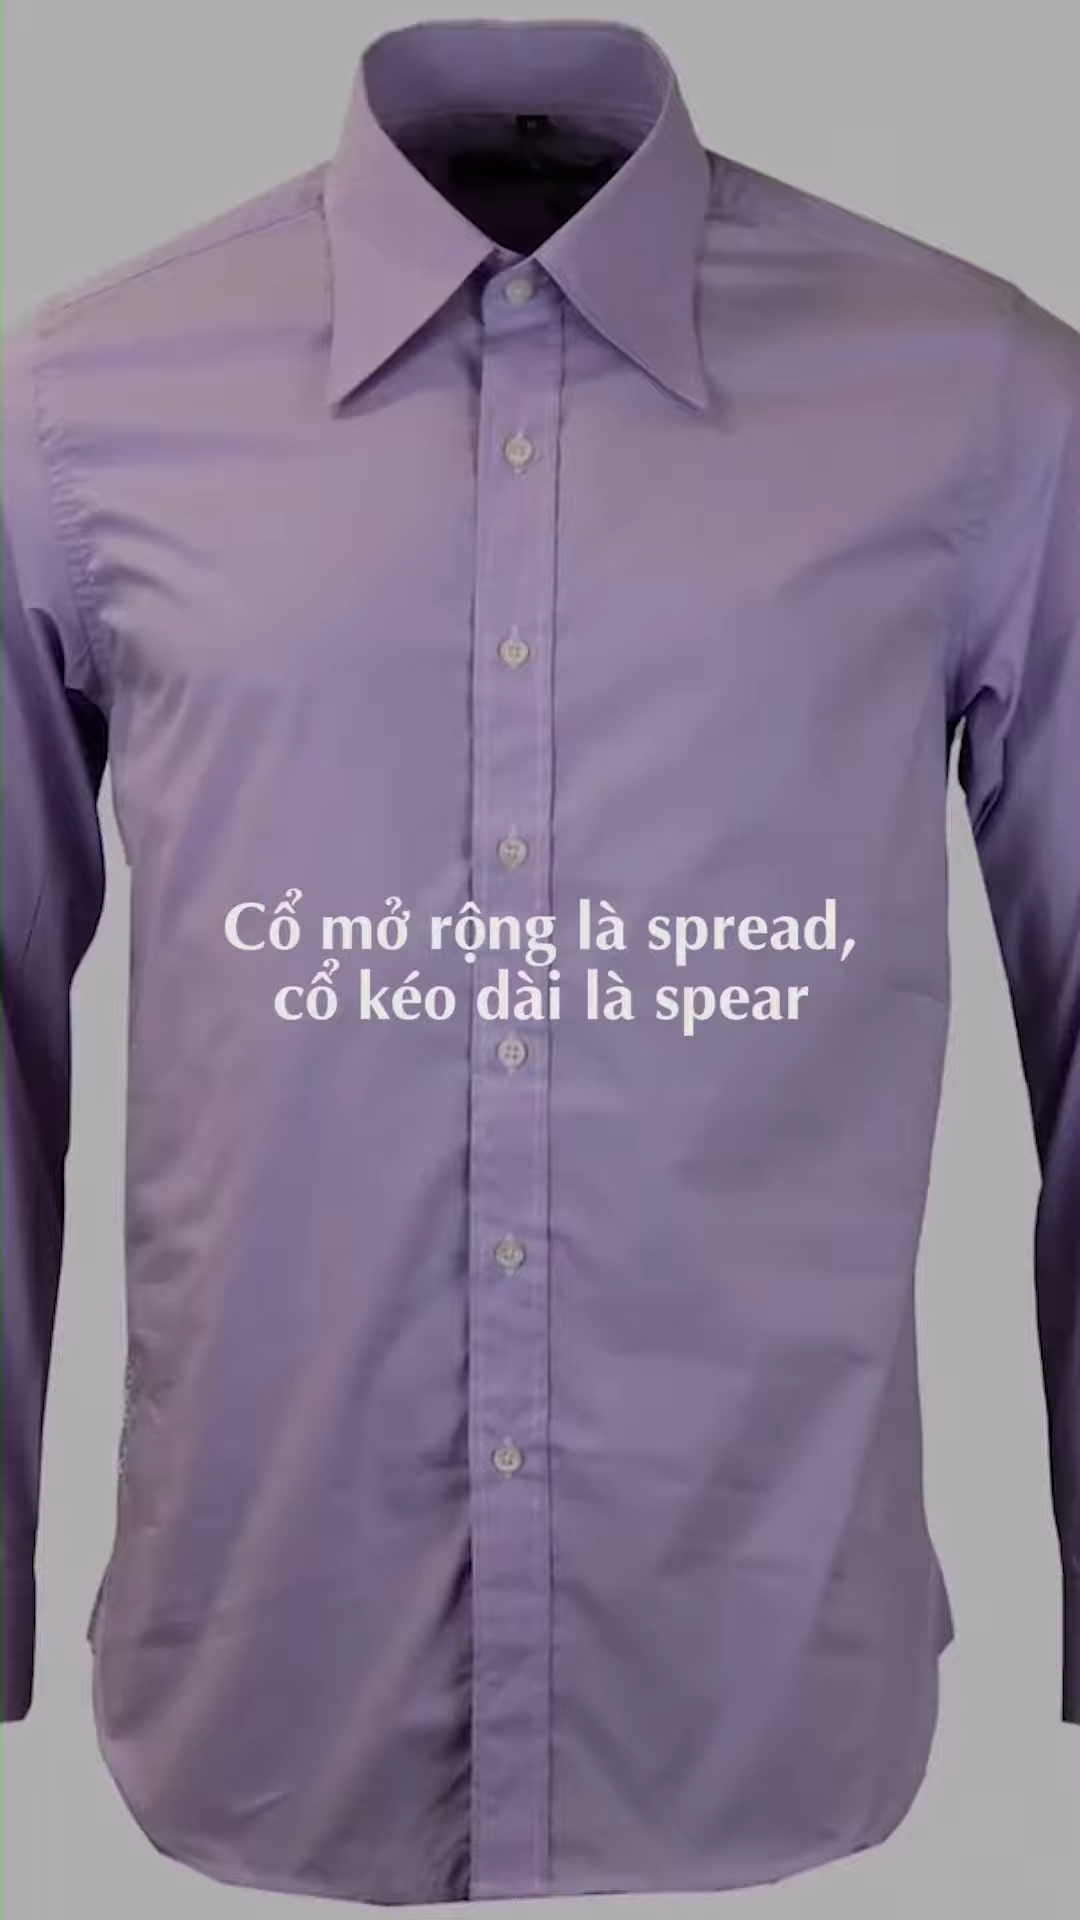 Cổ mở rộng là spread,
cổ kéo dài là spear